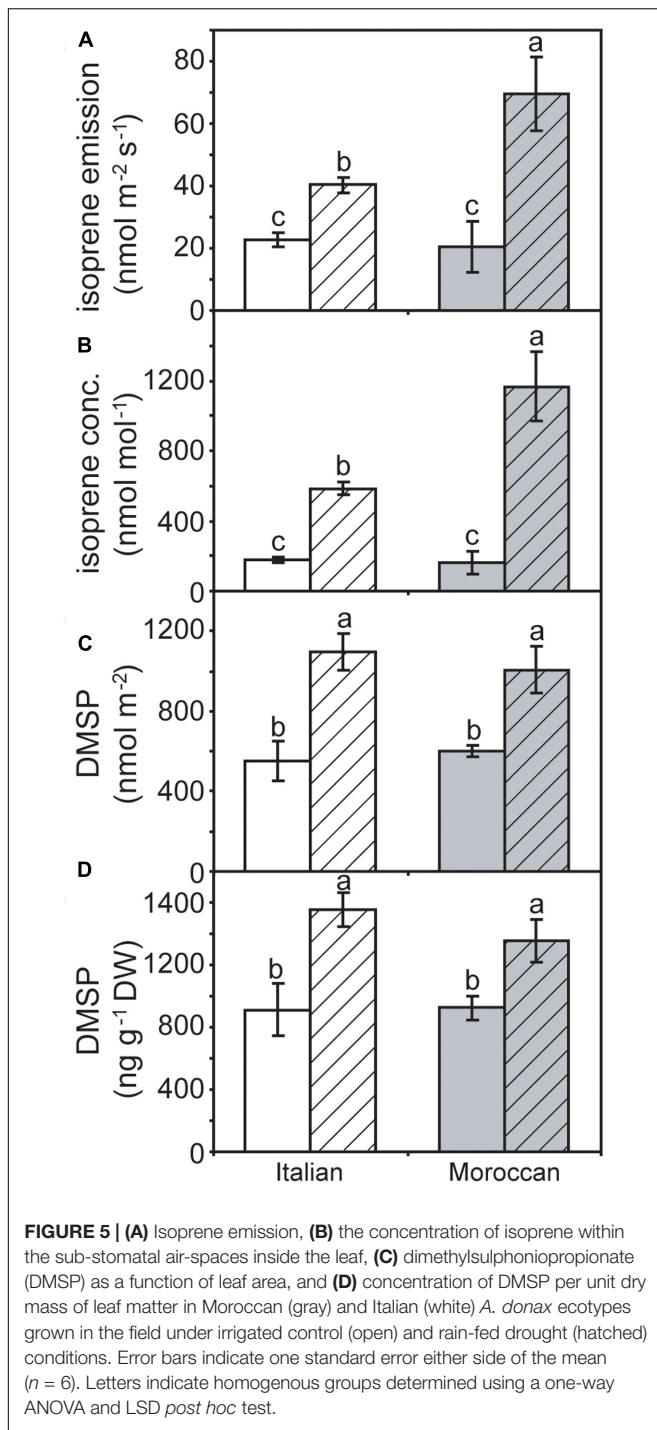 A
isoprene emission
(nmol m-2 s-1)
80
60
40
20
0
c
b
c
a
B
isoprene conc.
(nmol mol-1)
1200
800
400
0
c
b
c
a
C
DMSP
(nmol m-2)
1200
800
400
0
b
a
b
a
D
DMSP
(ng g-1 DW)
1400
1200
800
400
0
b
a
b
a
Italian
Moroccan
FIGURE 5 | (A) Isoprene emission, (B) the concentration of isoprene within
the sub-stomatal air-spaces inside the leaf, (C) dimethylsulphoniopropionate
(DMSP) as a function of leaf area, and (D) concentration of DMSP per unit dry
mass of leaf matter in Moroccan (gray) and Italian (white) A. donax ecotypes
grown in the field under irrigated control (open) and rain-fed drought (hatched)
conditions. Error bars indicate one standard error either side of the mean
(n = 6). Letters indicate homogenous groups determined using a one-way
ANOVA and LSD post hoc test.